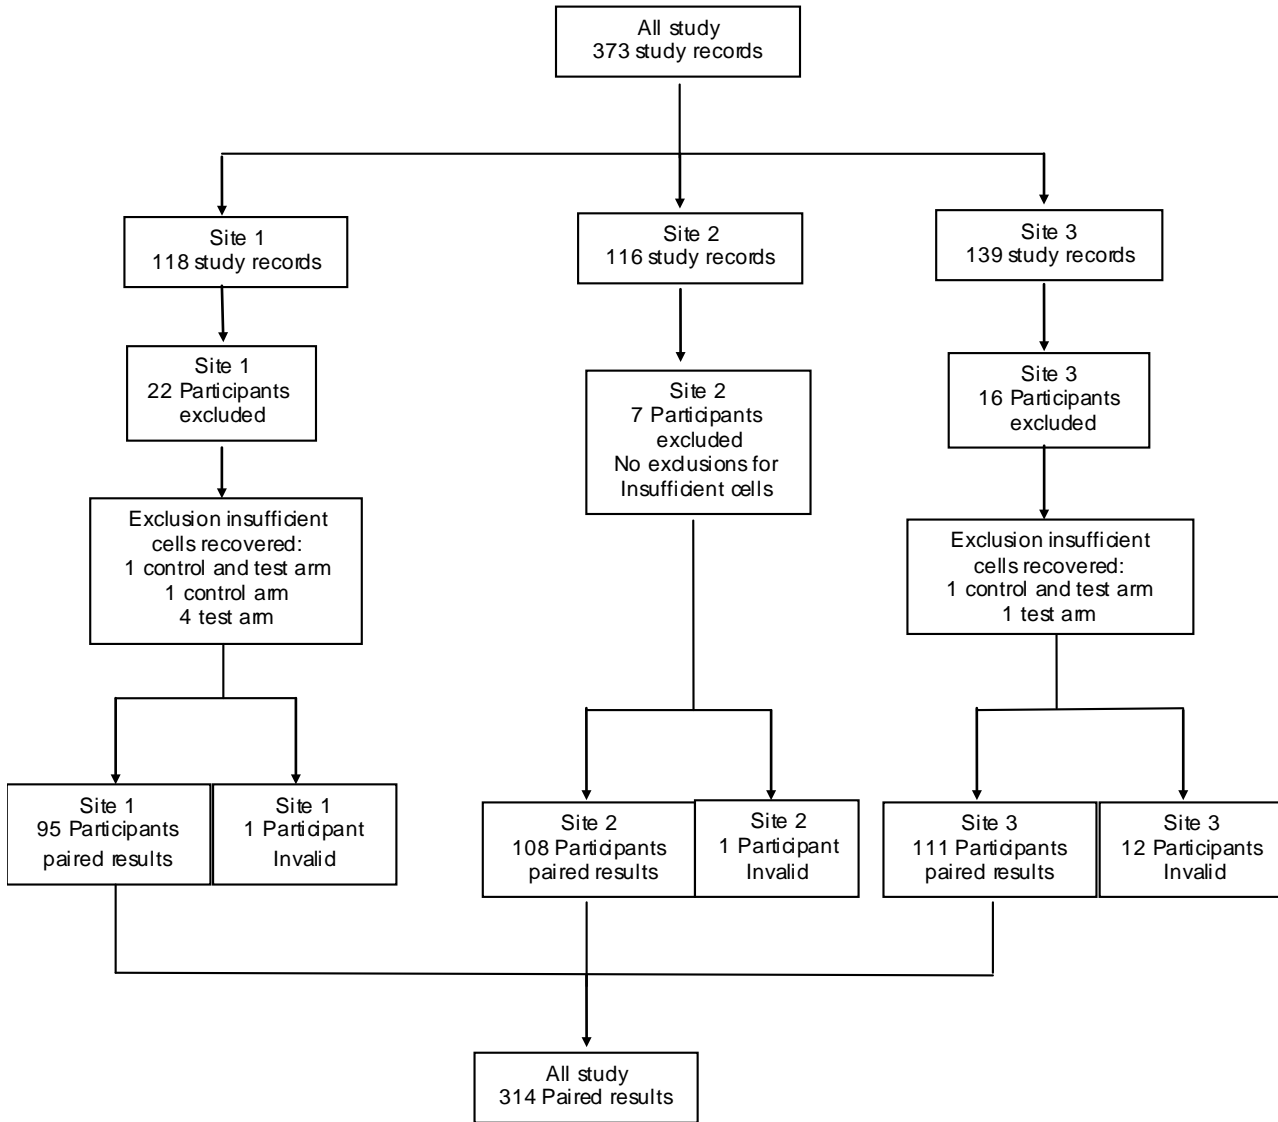 All study
373 study records
Site 1
118 study records
Site 2
116 study records
Site 3
139 study records
Site 1
22 Participants
excluded
Site 2
7 Participants
excluded
No exclusions for
Insufficient cells
Site 3
16 Participants
excluded
Exclusion insufficient
cells recovered:
1 control and test arm
1 control arm
4 test arm
Exclusion insufficient
cells recovered:
1 control and test arm
1 test arm
Site 1
95 Participants
paired results
Site 1
1 Participant
Invalid
Site 2
108 Participants
paired results
Site 2
1 Participant
Invalid
Site 3
111 Participants
paired results
Site 3
12 Participants
Invalid
All study
314 Paired results